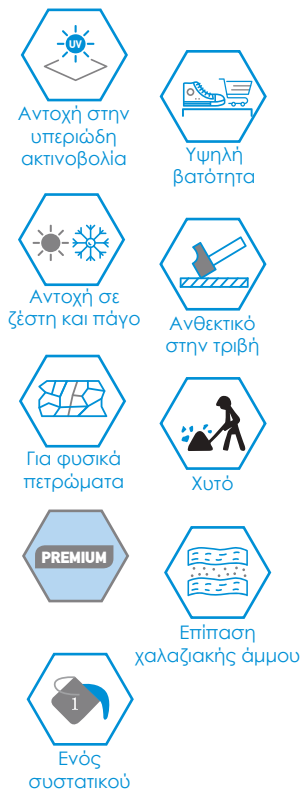 UV
Αντοχή στην
υπεριώδη
ακτινοβολία
Υψηλή
βατότητα
Αντοχή σε
ζέστη και πάγο
Ανθεκτικό
στην τριβή
Για φυσικά
πετρώματα
Χυτό
PREMIUM
Επίπαση
χαλαζιακής άμμου
1
Ενός
συστατικού